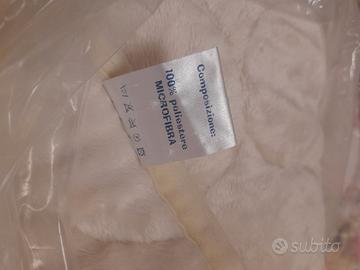 Composizione:
100% poliestere
MICROFIBRA
subito